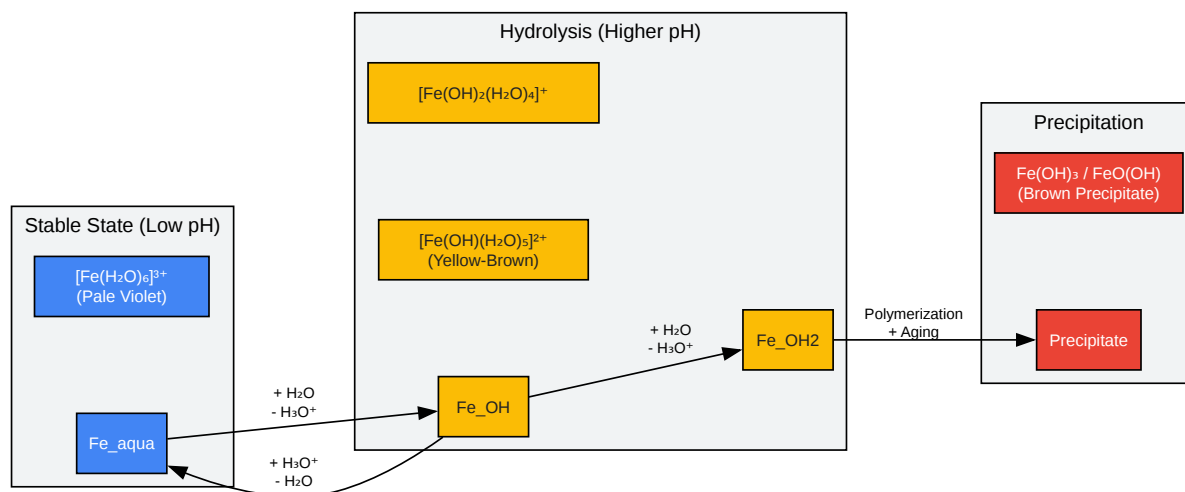 Stable State (Low pH)
[Fe(H₂O)₆]³⁺
(Pale Violet)
Fe_aqua
+ H₂O
- H₃O⁺
+ H₃O⁺
- H₂O
Hydrolysis (Higher pH)
[Fe(OH)₂(H₂O)₄]⁺
[Fe(OH)(H₂O)₅]²⁺
(Yellow-Brown)
Fe_OH
+ H₂O
- H₃O⁺
Fe_OH2
Polymerization
+ Aging
Precipitation
Fe(OH)₃ / FeO(OH)
(Brown Precipitate)
Precipitate